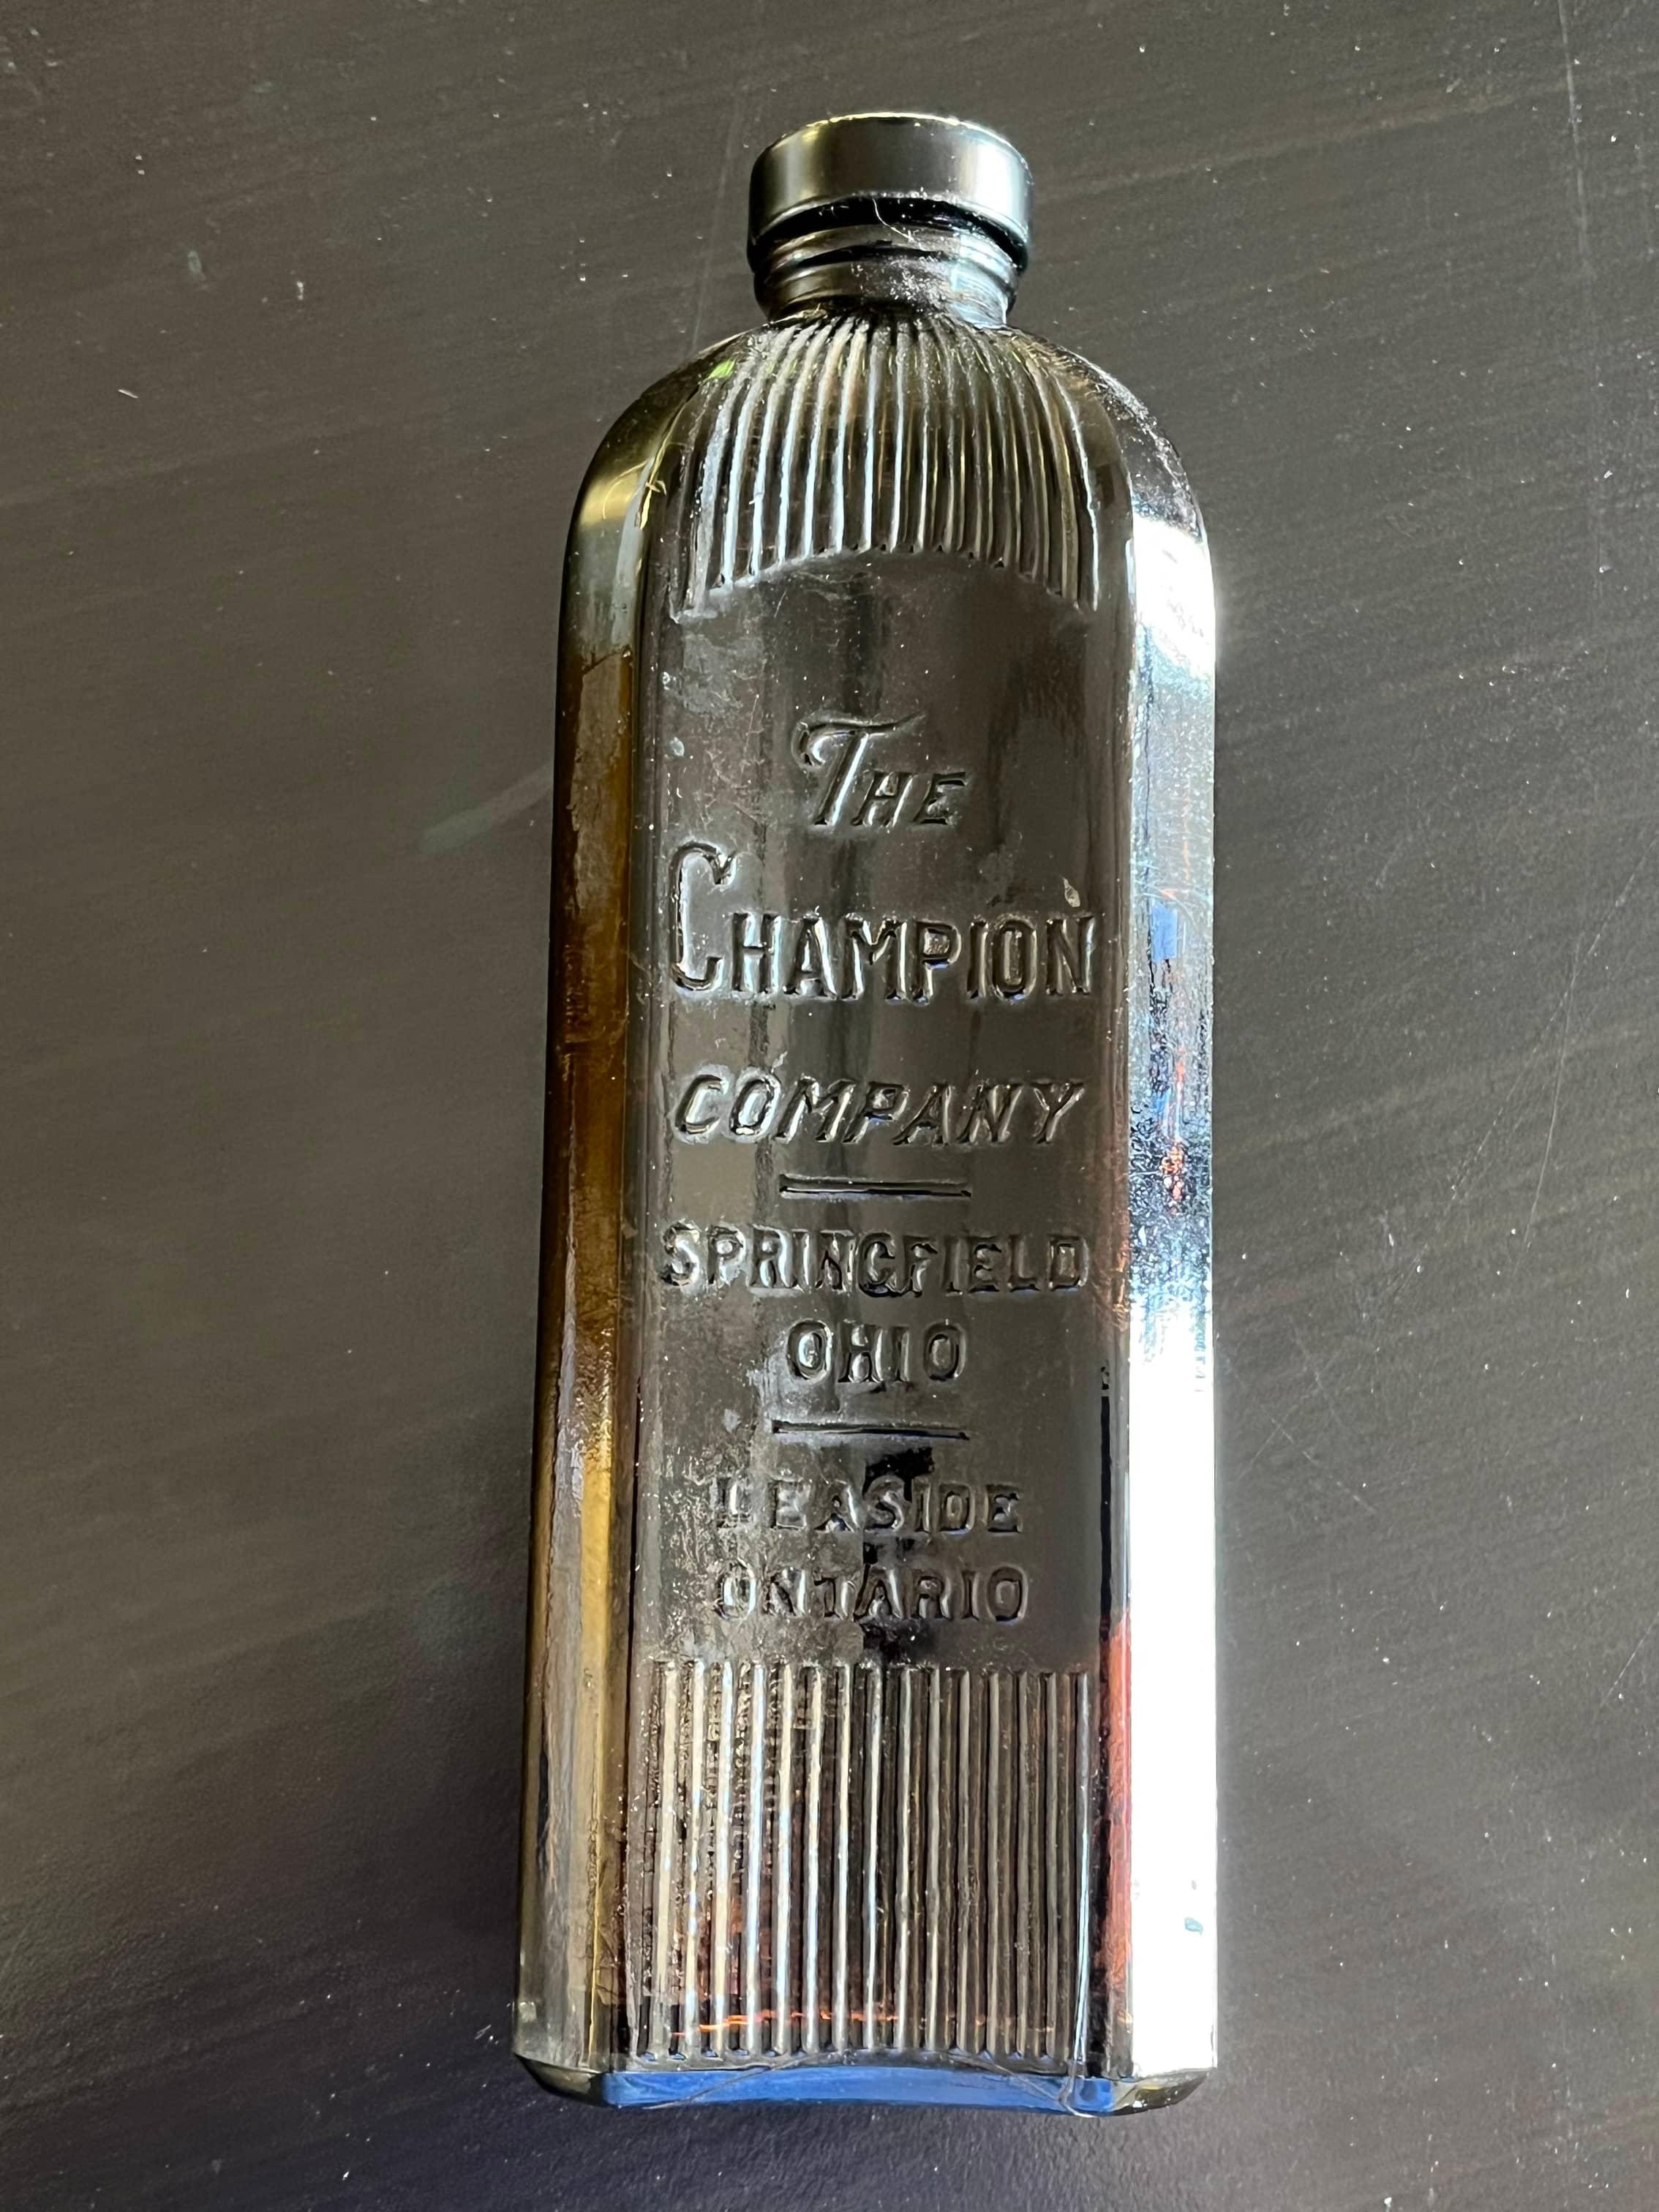 THE
CHAMPION
COMPANY
SPRINGFIELD
OHIO
LEASIDE
ONTARIO